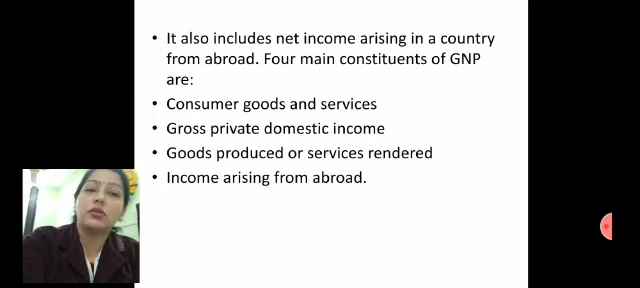 • It also includes net income arising in a country
from abroad. Four main constituents of GNP
are:
• Consumer goods and services
• Gross private domestic income
• Goods produced or services rendered
• Income arising from abroad.